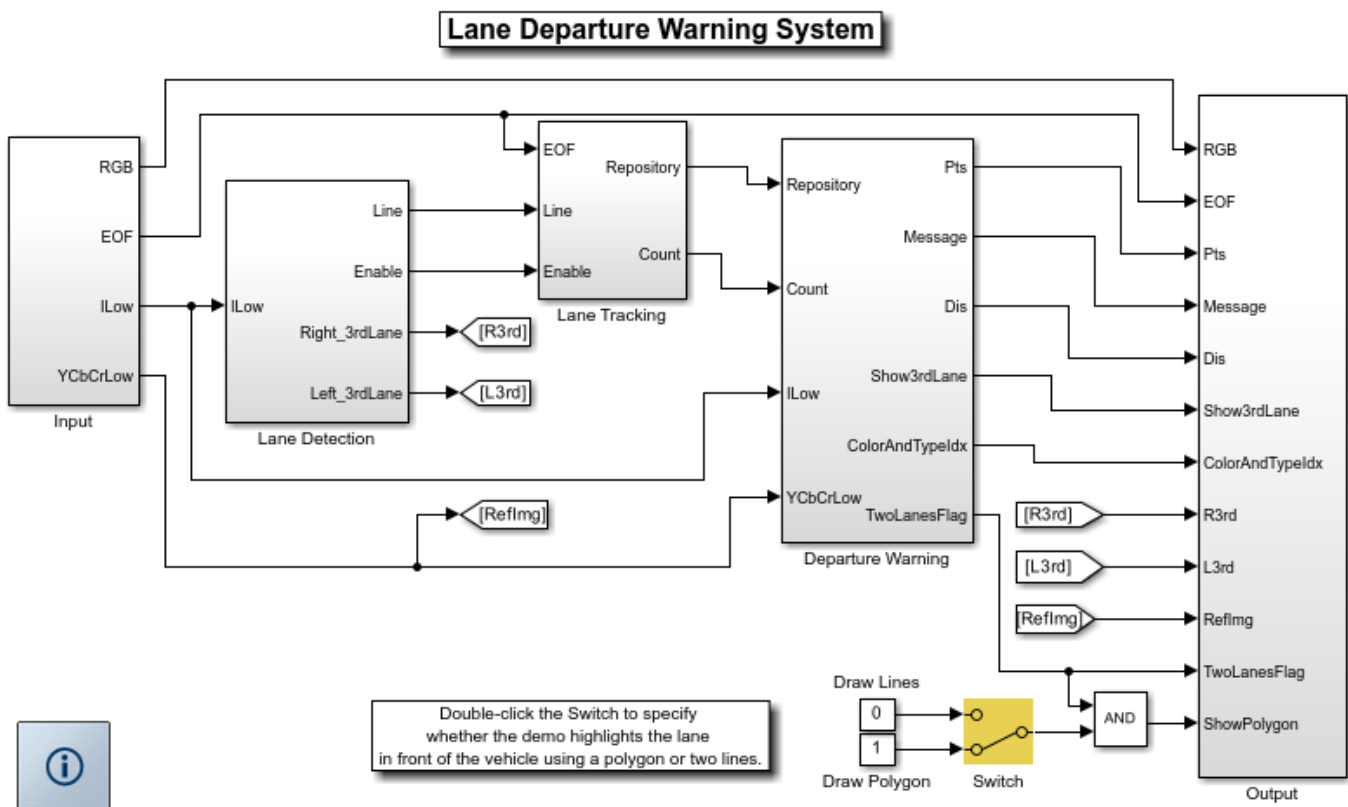 Lane Departure Warning System
RGB
EOF
ILow
YCbCrLow
Input
ILow
Line
Enable
Right_3rdLane
Left_3rdLane
Lane Detection
[R3rd]
[L3rd]
[RefImg]
EOF
Line
Enable
Repository
Count
Lane Tracking
Repository
Count
ILow
YCbCrLow
Pts
Message
Dis
Show3rdLane
ColorAndTypeIdx
TwoLanesFlag
Departure Warning
[R3rd]
[L3rd]
[RefImg]
RGB
EOF
Pts
Message
Dis
Show3rdLane
ColorAndTypeIdx
R3rd
L3rd
RefImg
TwoLanesFlag
ShowPolygon
Output
Draw Lines
0
1
Draw Polygon
Switch
AND
Double-click the Switch to specify
whether the demo highlights the lane
in front of the vehicle using a polygon or two lines.
i